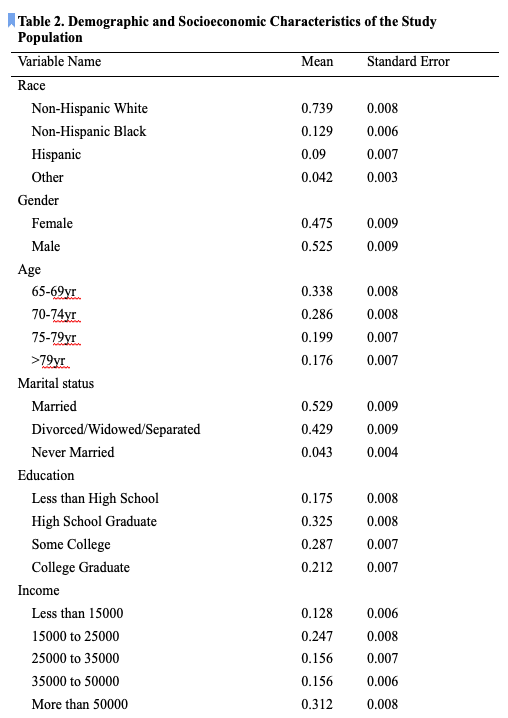 Table 2. Demographic and Socioeconomic Characteristics of the Study
Population
Variable Name Mean Standard Error
Race
Non-Hispanic White 0.739 0.008
Non-Hispanic Black 0.129 0.006
Hispanic 0.09 0.007
Other 0.042 0.003
Gender
Female 0.475 0.009
Male 0.525 0.009
Age
65-69yr 0.338 0.008
70-74yr 0.286 0.008
75-79yr 0.199 0.007
>79yr 0.176 0.007
Marital status
Married 0.529 0.009
Divorced/Widowed/Separated 0.429 0.009
Never Married 0.043 0.004
Education
Less than High School 0.175 0.008
High School Graduate 0.325 0.008
Some College 0.287 0.007
College Graduate 0.212 0.007
Income
Less than 15000 0.128 0.006
15000 to 25000 0.247 0.008
25000 to 35000 0.156 0.007
35000 to 50000 0.156 0.006
More than 50000 0.312 0.008